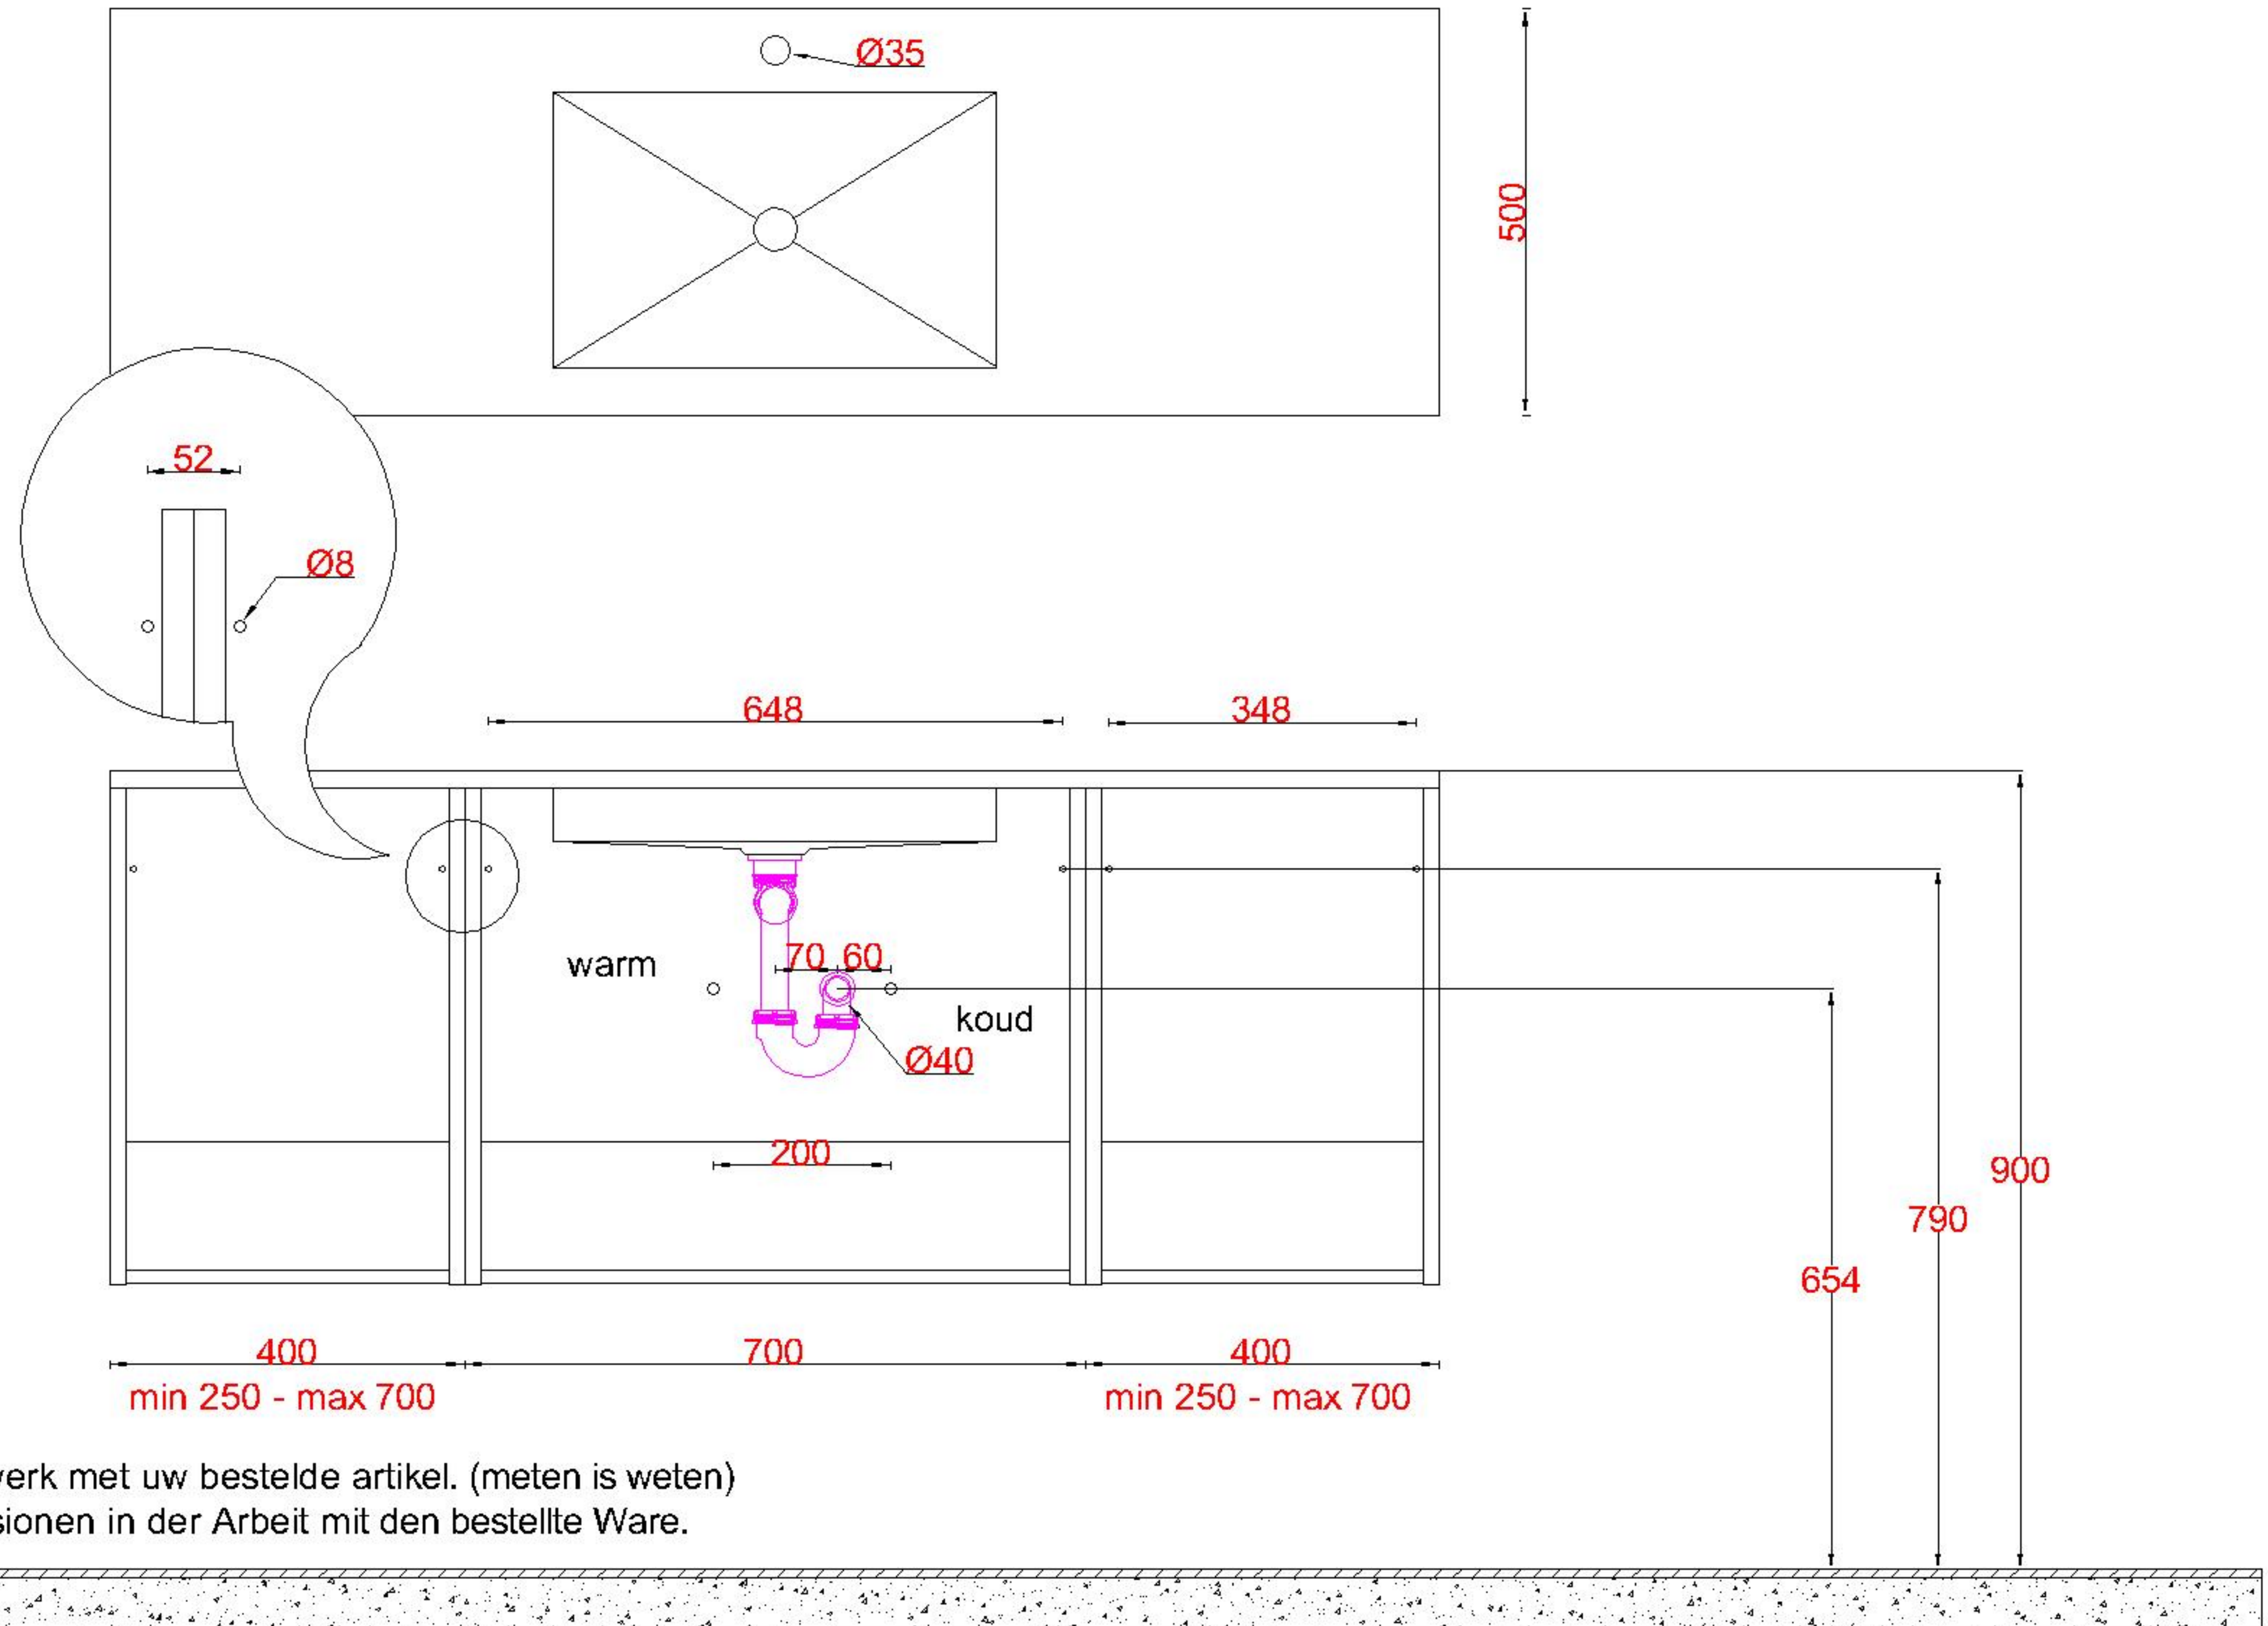 Ø35
500
52
Ø8
648
348
70
60
warm
koud
Ø40
200
900
790
654
400
700
400
min 250 - max 700
min 250 - max 700
met uw bestelde artikel. (meten is weten)
in der Arbeit mit den bestellte Ware.